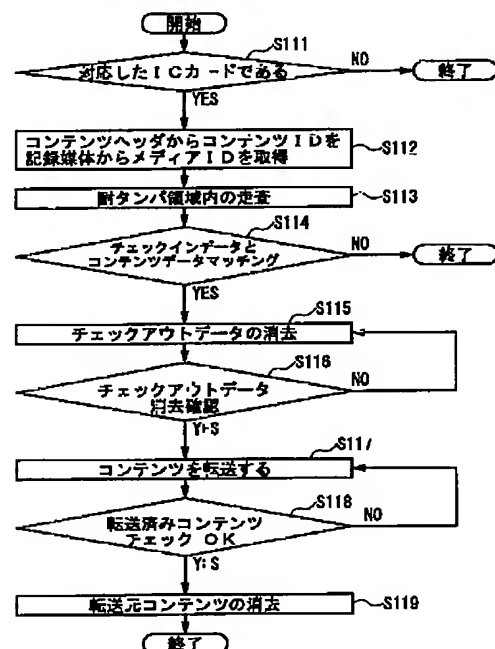 開始
S111
対応したICカードである
NO
終了
YES
コンテンツヘッダからコンテンツIDを
記録媒体からメディアIDを取得
S112
耐タンパ領域内の走査
S113
S114
チェックインデータと
コンテンツデータマッチング
NO
終了
YES
S115
チェックアウトデータの消去
S116
チェックアウトデータ
消去確認
NO
YES
S117
コンテンツを転送する
S118
転送済みコンテンツ
チェック OK
NO
YES
転送元コンテンツの消去
S119
終了